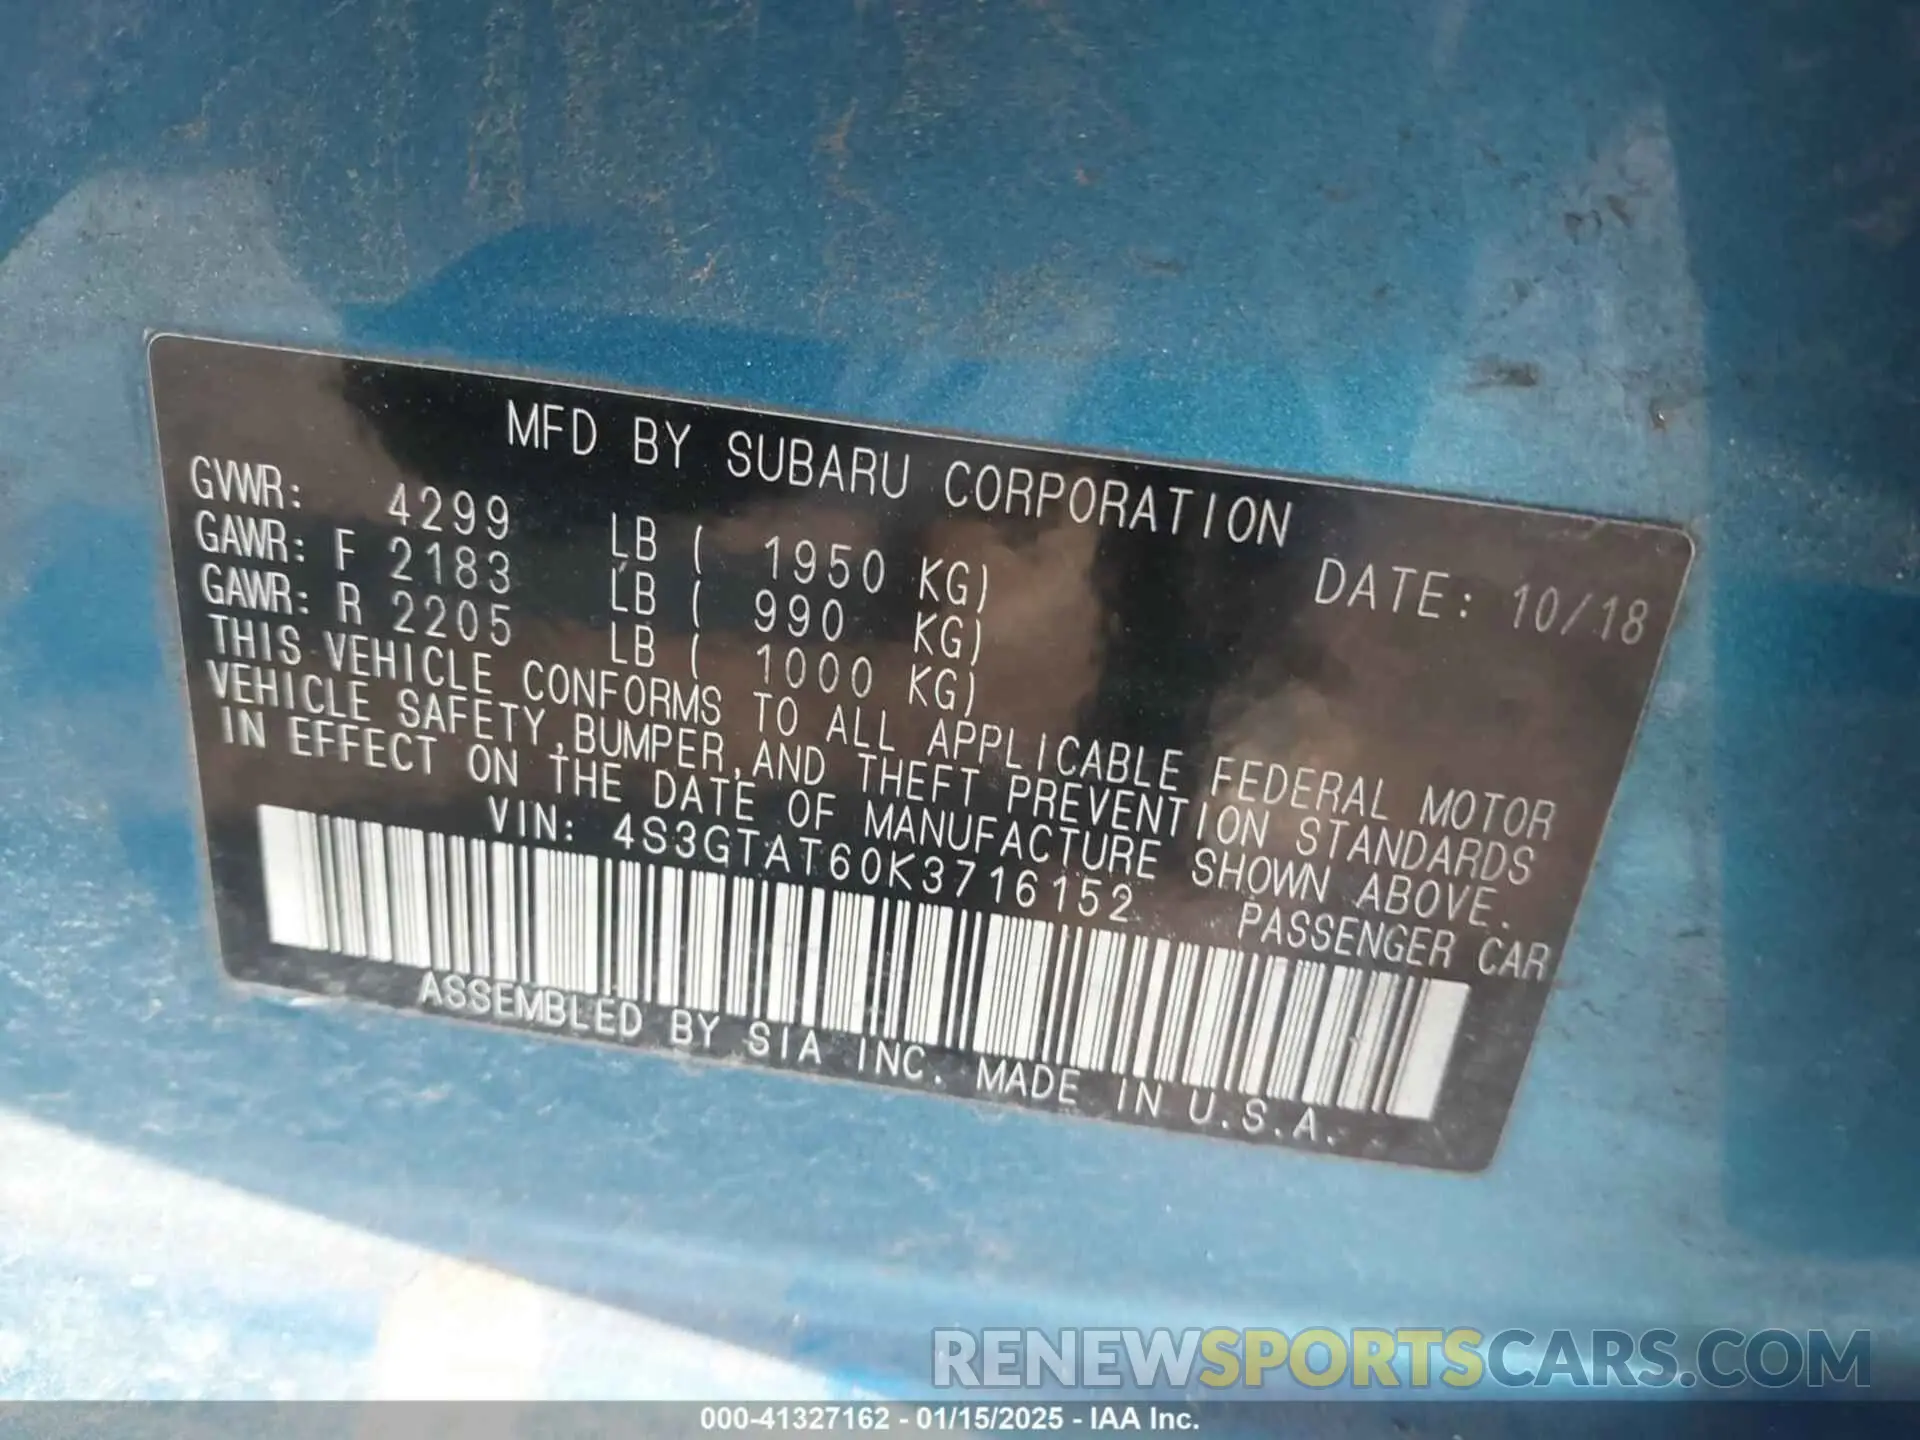 MFD BY SUBARU CORPORATION
GVWR: 4299 LB ( 1950 KG) DATE: 10/18
GAWR: F 2183 LB ( 990 KG)
GAWR: R 2205 LB ( 1000 KG)
THIS VEHICLE CONFORMS TO ALL APPLICABLE FEDERAL MOTOR
VEHICLE SAFETY,BUMPER,AND THEFT PREVENTION STANDARDS
IN EFFECT ON THE DATE OF MANUFACTURE SHOWN ABOVE.
VIN: 4S3GTAT60K3716152 PASSENGER CAR
ASSEMBLED BY SIA INC. MADE IN U.S.A.
RENEWSPORTSCARS.COM
000-41327162 - 01/15/2025 - IAA Inc.